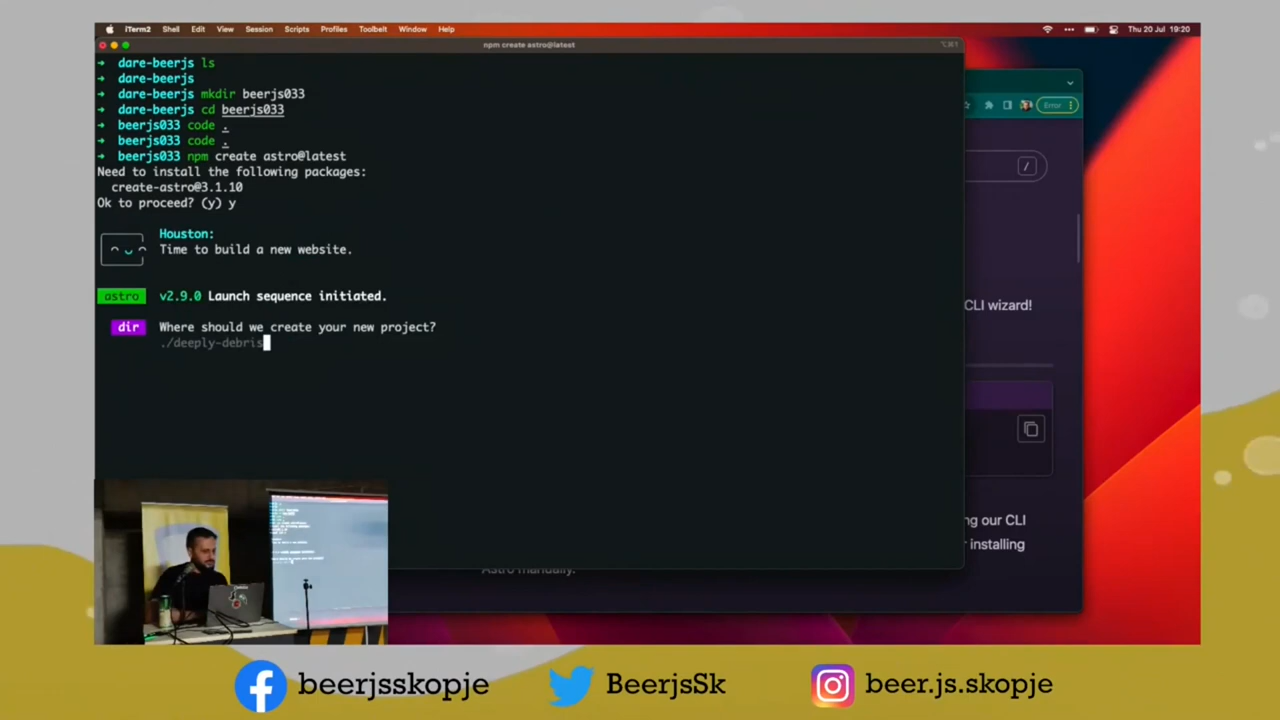 iTerm2 Shell Edit View Session Scripts Profiles Toolbelt Window Help
Thu 20 Jul 19:20
npm create astro@latest
⌥⌘1
→ dare-beerjs ls
→ dare-beerjs
→ dare-beerjs mkdir beerjs033
→ dare-beerjs cd beerjs033
→ beerjs033 code .
→ beerjs033 code .
→ beerjs033 npm create astro@latest
Need to install the following packages:
create-astro@3.1.10
Ok to proceed? (y) y
Houston:
Time to build a new website.
astro v2.9.0 Launch sequence initiated.
dir Where should we create your new project?
./deeply-debris
Error
/
CLI wizard!
ng our CLI
installing
Astro manually.
beerjsskopje
BeerjsSk
beer.js.skopje